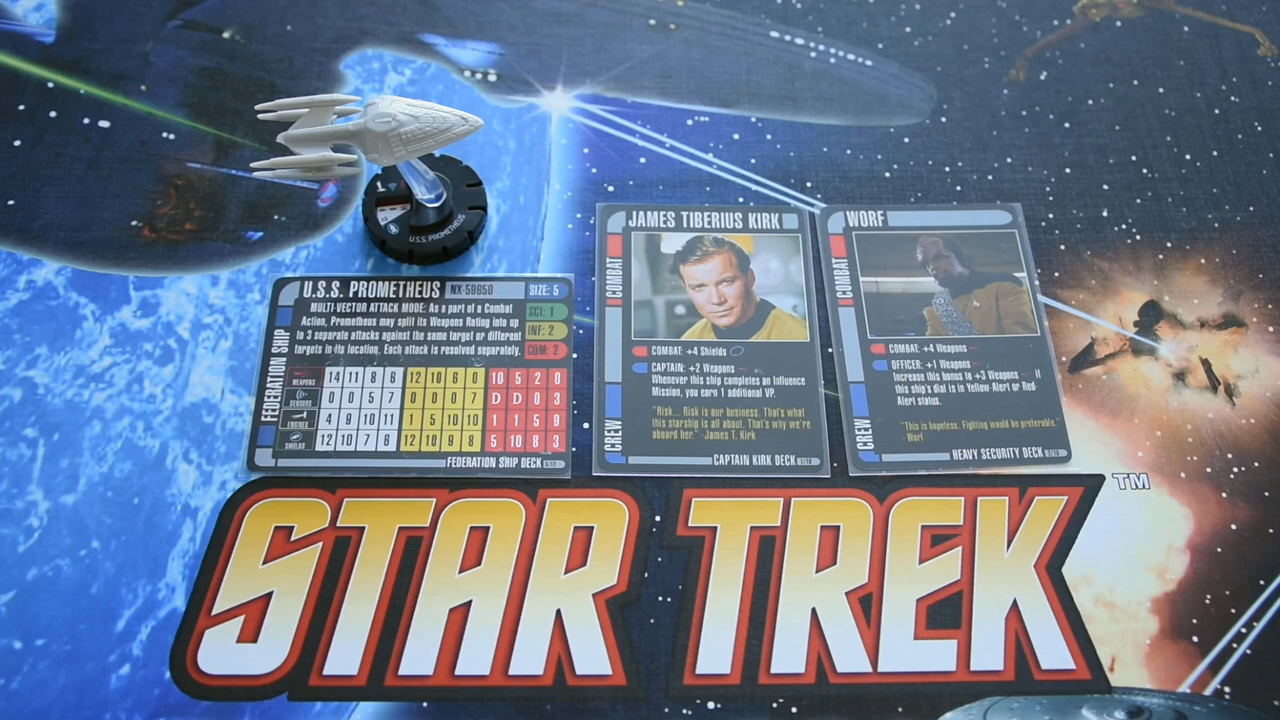 U.S.S. PROMETHEUS
U.S.S. PROMETHEUS NX-59650 SIZE: 5
MULTI-VECTOR ATTACK MODE: As a part of a Combat
Action, Prometheus may split its Weapons Rating into up
to 3 separate attacks against the same target or different
targets in its location. Each attack is resolved separately.
SCI: 1
INF: 2
COM: 2
FEDERATION SHIP
WEAPONS 14 11 8 6 12 10 6 0 10 5 2 0
SENSORS 0 0 0 7 0 0 0 7 D D 0 3
ENGINES 4 9 10 11 4 10 10 8 1 1 5 9
SHIELDS 12 10 7 6 12 10 9 8 5 10 8 3
FEDERATION SHIP DECK
JAMES TIBERIUS KIRK
COMBAT
COMBAT: +4 Shields
CAPTAIN: +2 Weapons
Whenever this ship completes an Influence
Mission, you earn 1 additional VP.
"Risk... Risk is our business. That's what
this starship is all about. That's why we're
aboard her." -James T. Kirk
CREW
CAPTAIN KIRK DECK
WORF
COMBAT
COMBAT: +4 Weapons
OFFICER: +1 Weapons
Increase this bonus to +3 Weapons if
this ship's dial is in Yellow-Alert or Red-
Alert status.
"This is hopeless. Fighting would be preferable."
- Worf
CREW
HEAVY SECURITY DECK
STAR TREK ™